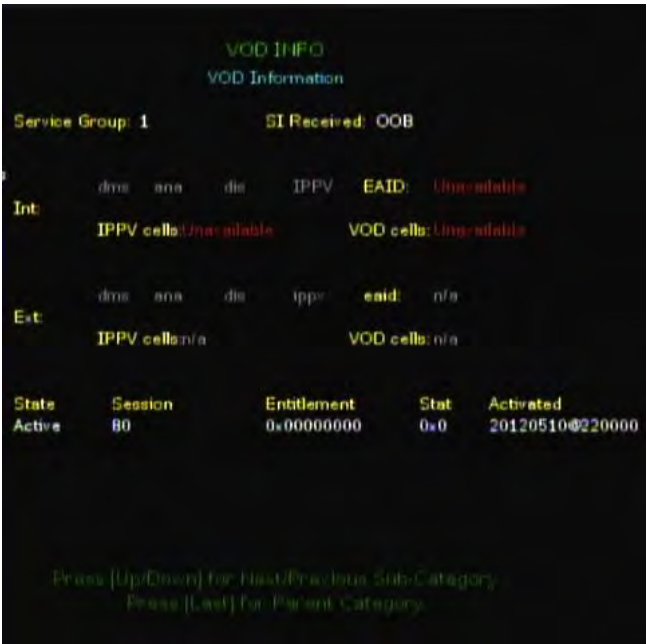 VOD INFO
VOD Information
Service Group: 1 SI Received: OOB
dms ana dis IPPV EAID: Unavailable
Int:
IPPV cells:Unavailable VOD cells:Unavailable
dms ana dis ippv eaid: n/a
Ext:
IPPV cells:n/a VOD cells:n/a
State Session Entitlement Stat Activated
Active B0 0x00000000 0x0 20120510@220000
Press [Up/Down] for Next/Previous Sub-Category
Press [Last] for Parent Category